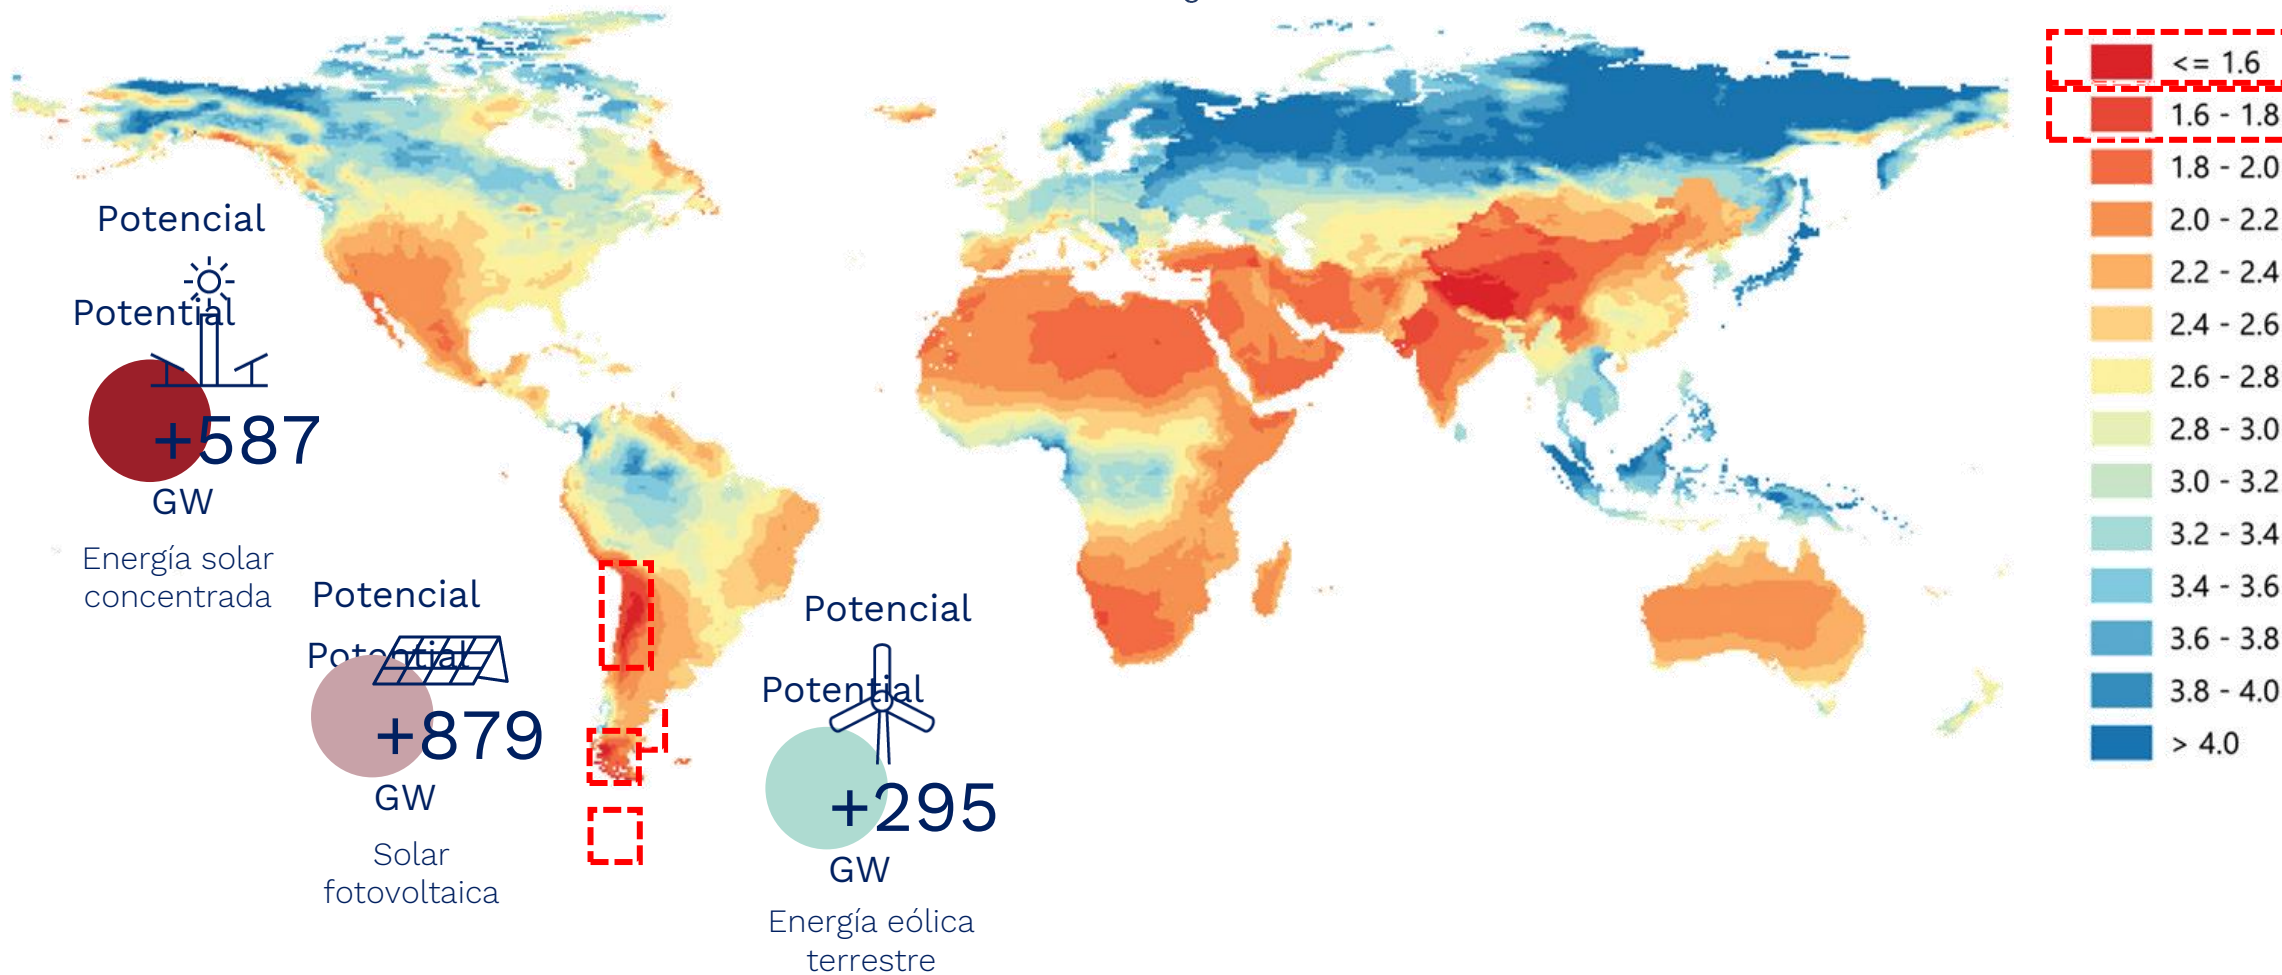 Potencial
Potential
+587
GW
Energía solar
concentrada
Potencial
Potential
+879
GW
Solar
fotovoltaica
Potencial
Potential
+295
GW
Energía eólica
terrestre
<= 1.6
1.6 - 1.8
1.8 - 2.0
2.0 - 2.2
2.2 - 2.4
2.4 - 2.6
2.6 - 2.8
2.8 - 3.0
3.0 - 3.2
3.2 - 3.4
3.4 - 3.6
3.6 - 3.8
3.8 - 4.0
> 4.0